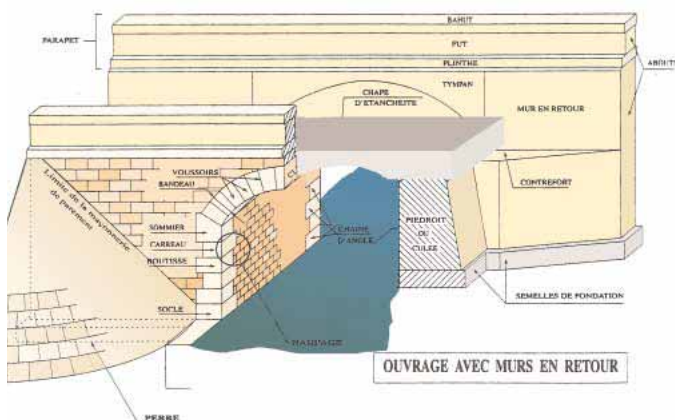 BAHUT
PARAPET
FUT
PLINTHE
ABOUTS
TYMPAN
CHAPE
D'ETANCHEITE
MUR EN RETOUR
VOUSSOIRS
BANDEAU
CONTREFORT
Limite de la maçonnerie
de parement
SOMMIER
CARREAU
BOUTISSE
CHAINE
D'ANGLE
PIEDROIT
OU
CULEE
SEMELLES DE FONDATION
SOCLE
HARPAGE
OUVRAGE AVEC MURS EN RETOUR
PERRE